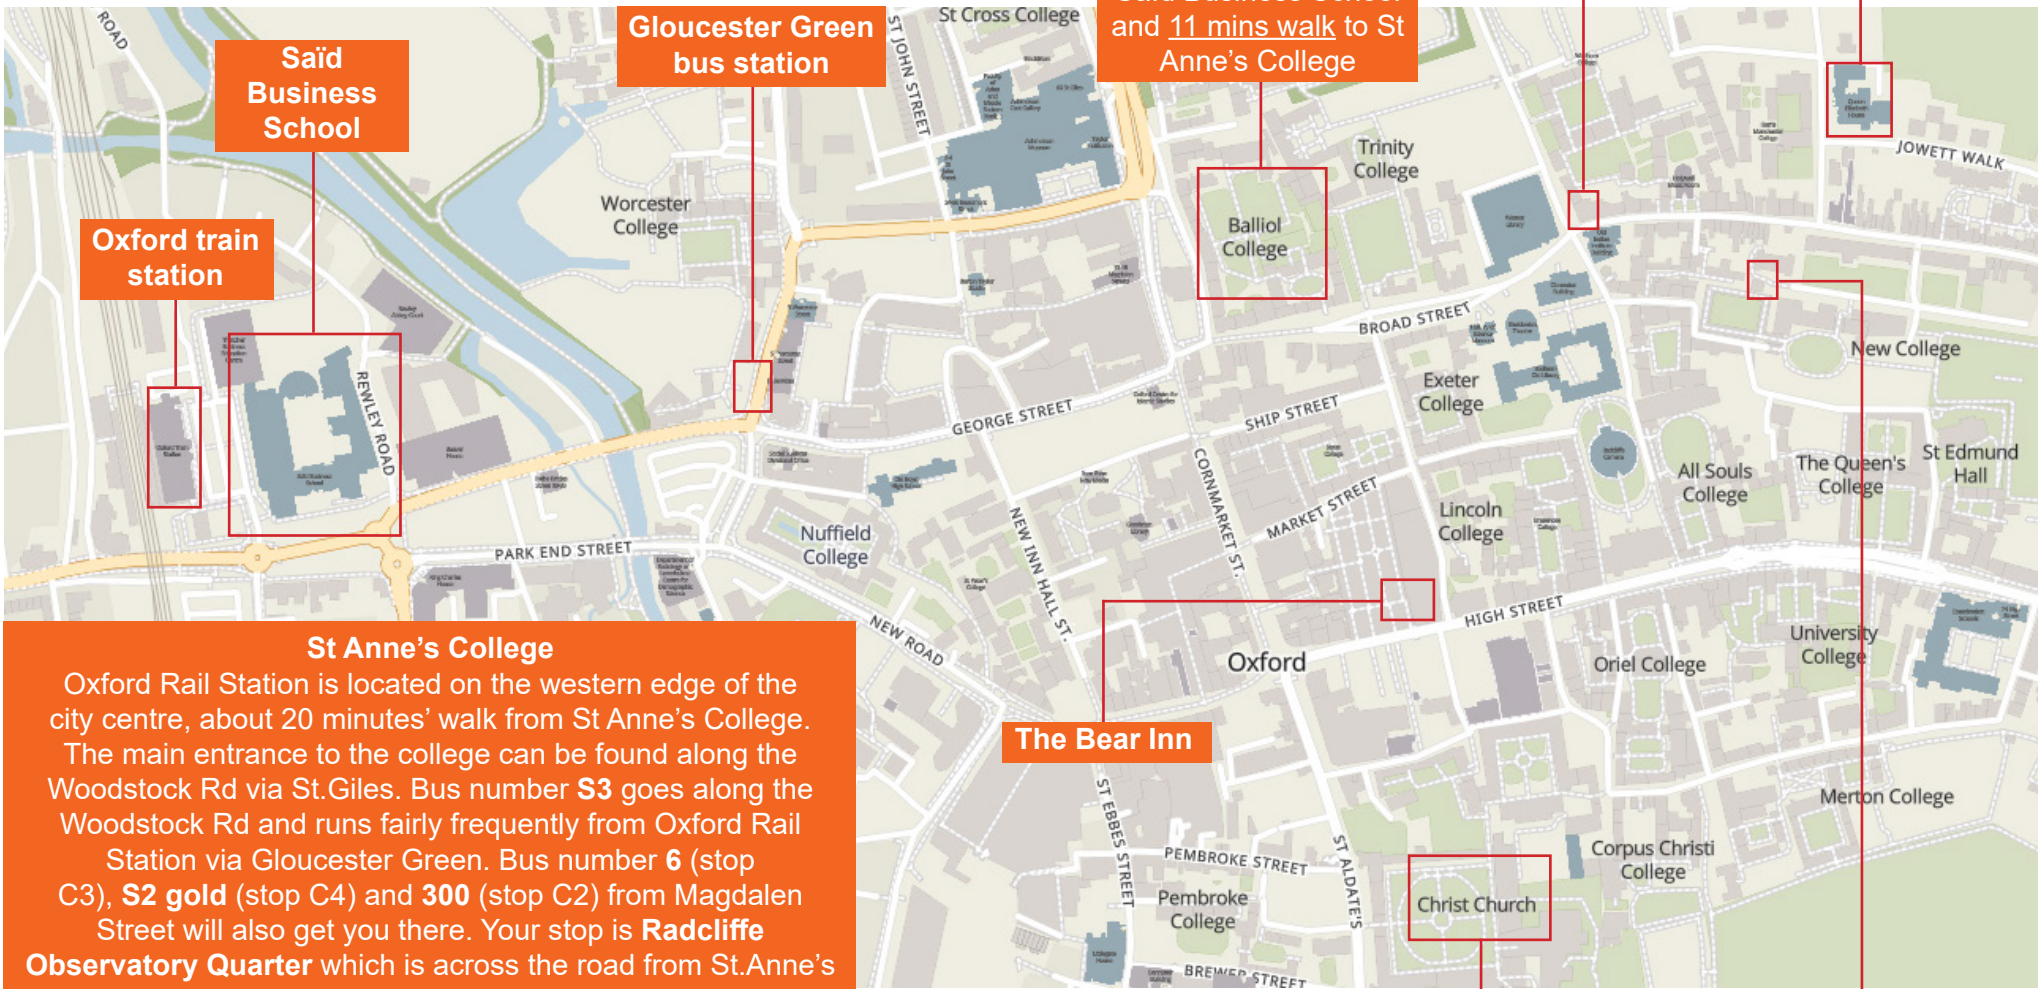 ROAD
Saïd
Business
School
Gloucester Green
bus station
ST JOHN STREET
St Cross College
Saïd Business School
and 11 mins walk to St
Anne's College
Oxford train
station
Worcester
College
Balliol
College
Trinity
College
JOWETT WALK
REWLEY ROAD
BROAD STREET
New College
Exeter
College
GEORGE STREET
SHIP STREET
CORNMARKET ST.
MARKET STREET
All Souls
College
The Queen's
College
St Edmund
Hall
Lincoln
College
Nuffield
College
PARK END STREET
NEW INN HALL ST.
NEW ROAD
HIGH STREET
Oxford
Oriel College
University
College
The Bear Inn
Merton College
ST EBBES STREET
PEMBROKE STREET
ST ALDATE'S
Pembroke
College
Christ Church
Corpus Christi
College
BREWER STREET
St Anne's College
Oxford Rail Station is located on the western edge of the
city centre, about 20 minutes' walk from St Anne's College.
The main entrance to the college can be found along the
Woodstock Rd via St.Giles. Bus number S3 goes along the
Woodstock Rd and runs fairly frequently from Oxford Rail
Station via Gloucester Green. Bus number 6 (stop
C3), S2 gold (stop C4) and 300 (stop C2) from Magdalen
Street will also get you there. Your stop is Radcliffe
Observatory Quarter which is across the road from St.Anne's